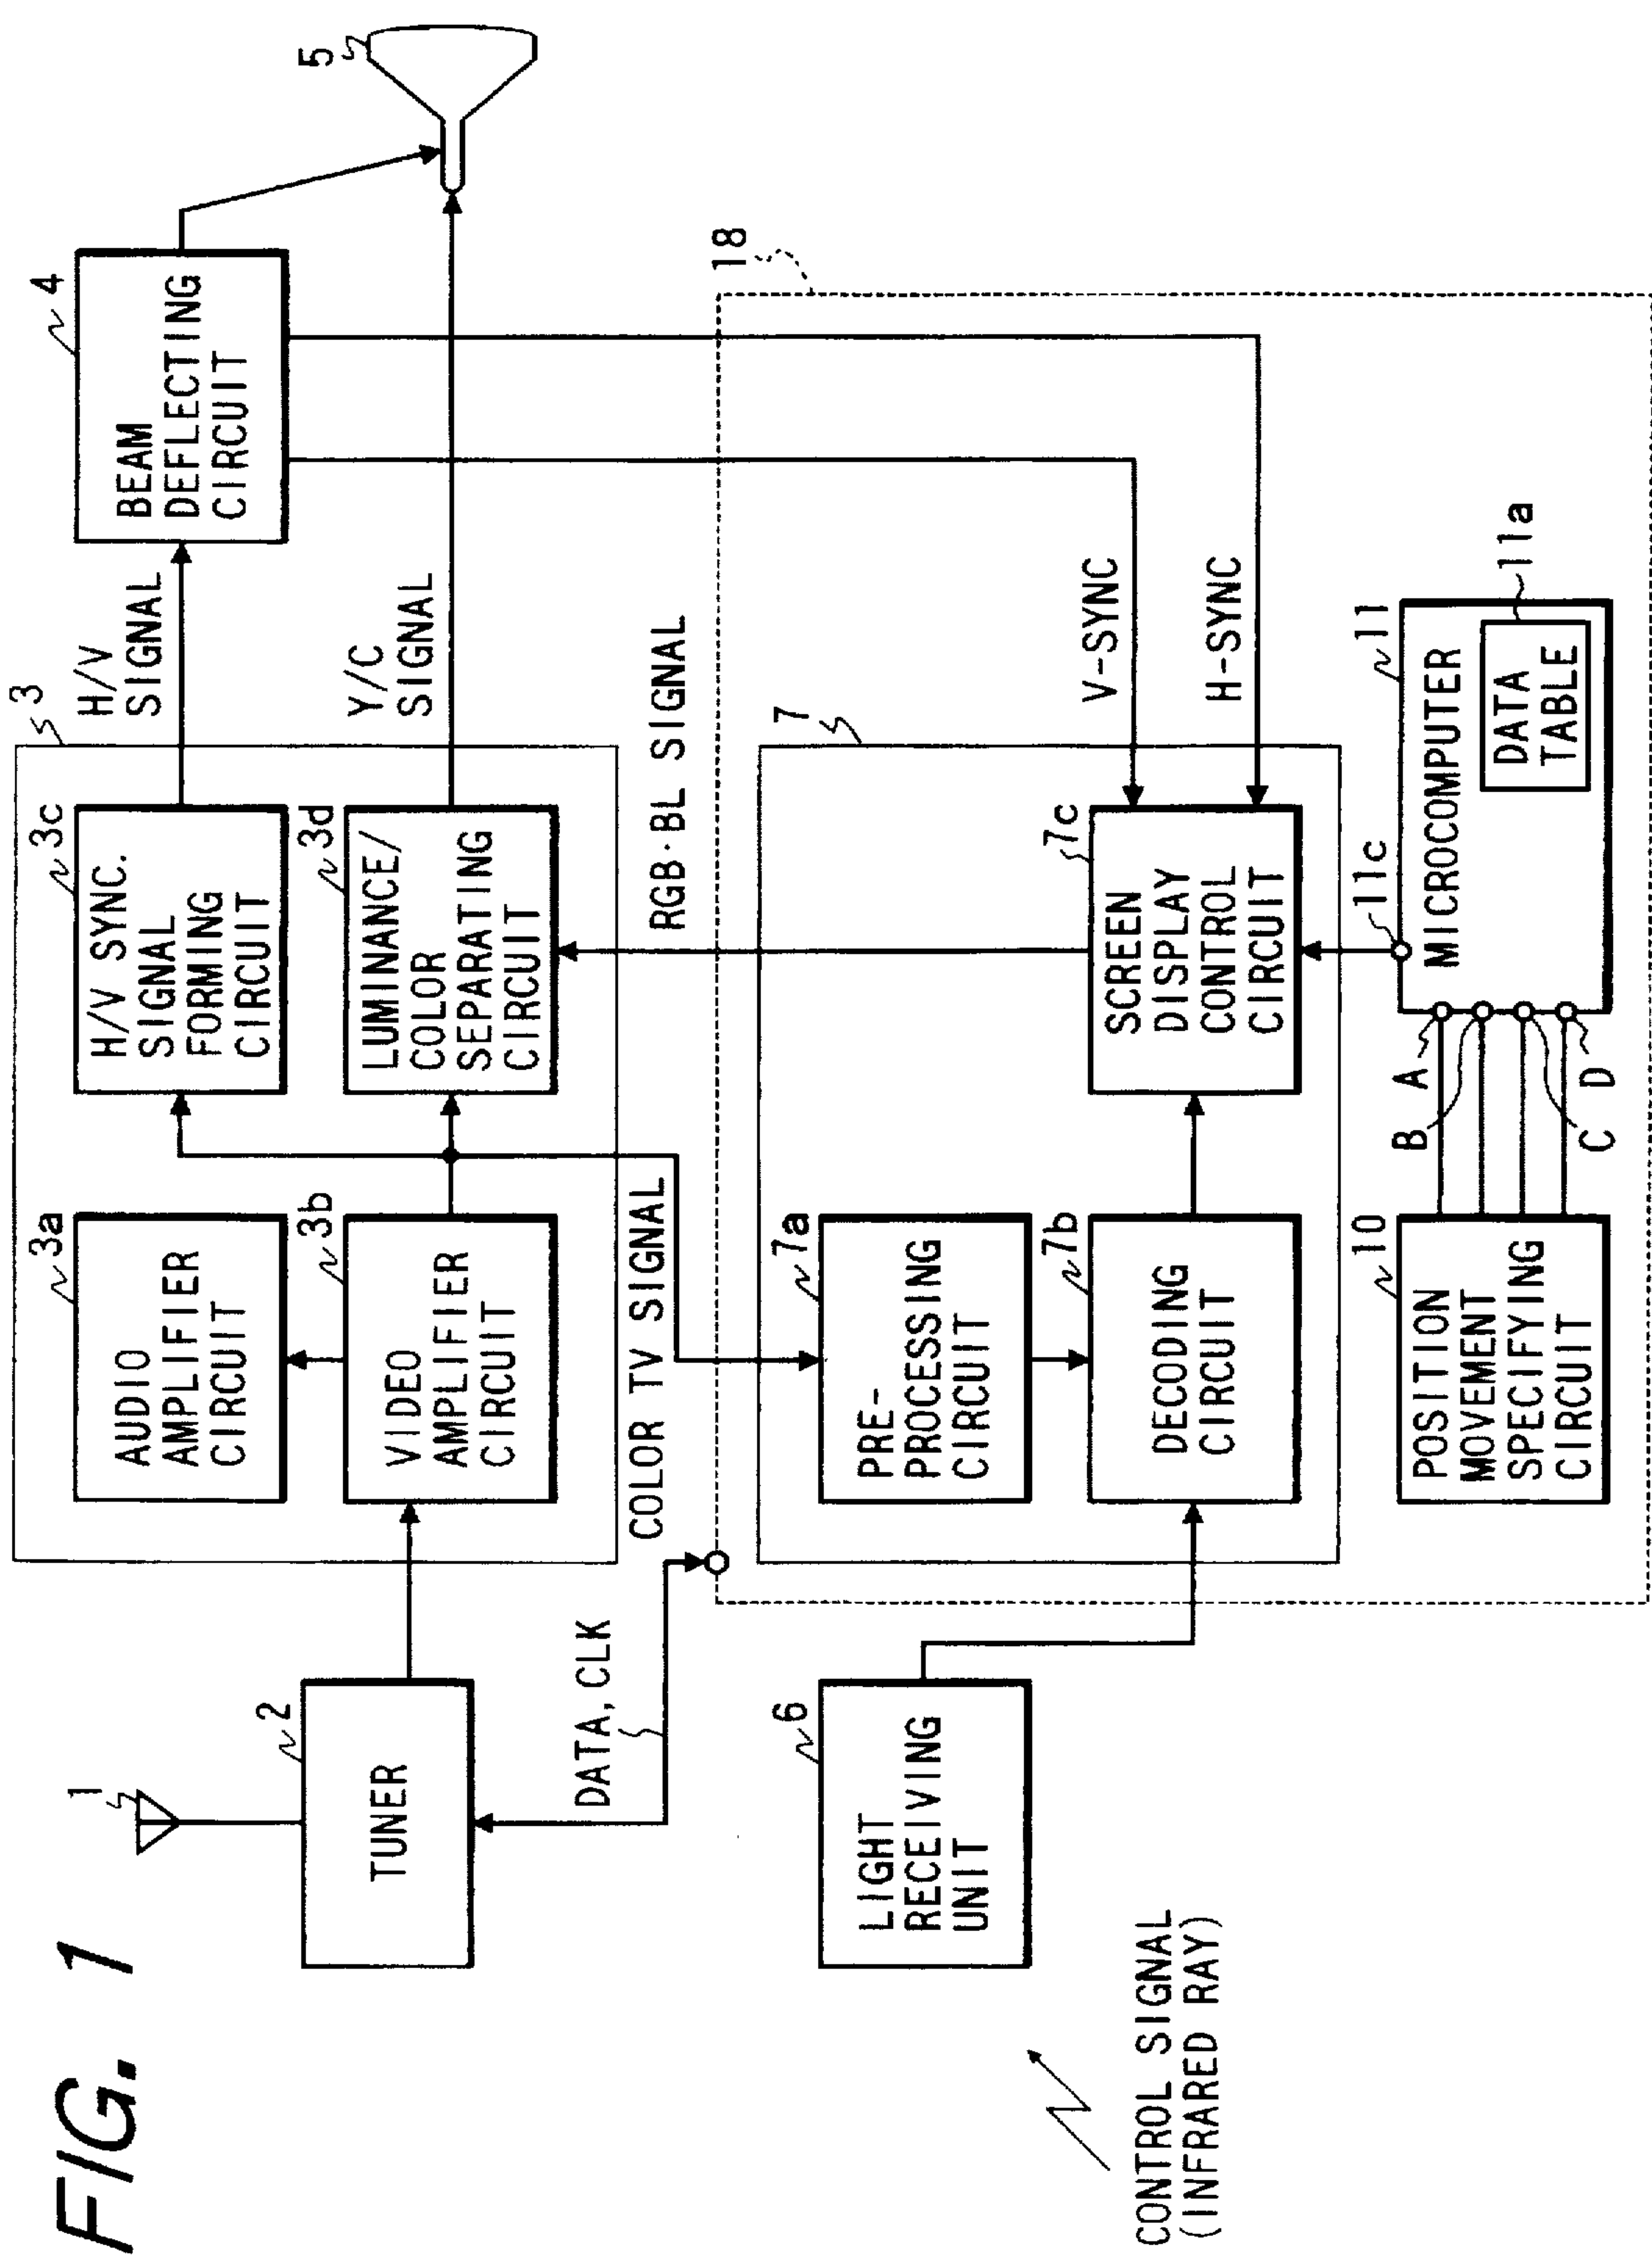 FIG. 1
1
2
TUNER
DATA, CLK
3
3a
AUDIO
AMPLIFIER
CIRCUIT
3b
VIDEO
AMPLIFIER
CIRCUIT
3c
H/V SYNC.
SIGNAL
FORMING
CIRCUIT
3d
LUMINANCE/
COLOR
SEPARATING
CIRCUIT
H/V
SIGNAL
Y/C
SIGNAL
4
BEAM
DEFLECTING
CIRCUIT
5
COLOR TV SIGNAL
RGB·BL SIGNAL
18
CONTROL SIGNAL
(INFRARED RAY)
6
LIGHT
RECEIVING
UNIT
7
7a
PRE-
PROCESSING
CIRCUIT
7b
DECODING
CIRCUIT
7c
SCREEN
DISPLAY
CONTROL
CIRCUIT
V-SYNC
H-SYNC
10
POSITION
MOVEMENT
SPECIFYING
CIRCUIT
A
B
C
D
11c
11
MICROCOMPUTER
11a
DATA
TABLE